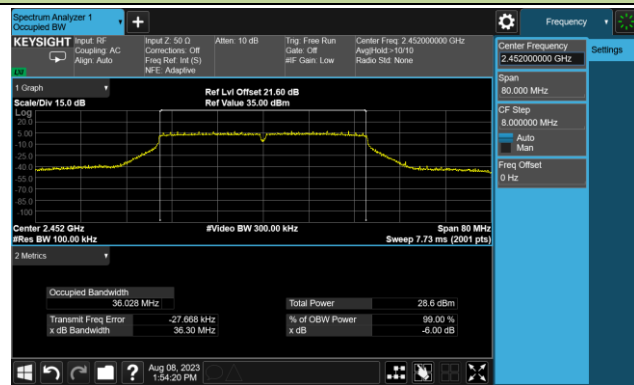 Spectrum Analyzer 1
Occupied BW
Frequency
KEYSIGHT
Input: RF
Coupling: AC
Align: Auto
Input Z: 50 Ω
Corrections: Off
Freq Ref: Int (S)
NFE: Adaptive
Atten: 10 dB
Trig: Free Run
Gate: Off
#IF Gain: Low
Center Freq: 2.452000000 GHz
Avg|Hold:>10/10
Radio Std: None
Center Frequency
2.452000000 GHz
Settings
Span
80.000 MHz
CF Step
8.000000 MHz
Auto
Man
Freq Offset
0 Hz
1 Graph
Scale/Div 15.0 dB
Ref Lvl Offset 21.60 dB
Ref Value 35.00 dBm
Log
20.0
5.00
-10.0
-25.0
-40.0
-55.0
-70.0
-85.0
-100
Center 2.452 GHz
#Res BW 100.00 kHz
#Video BW 300.00 kHz
Span 80 MHz
Sweep 7.73 ms (2001 pts)
2 Metrics
Occupied Bandwidth
36.028 MHz
Total Power 28.6 dBm
Transmit Freq Error -27.668 kHz
% of OBW Power 99.00 %
x dB Bandwidth 36.30 MHz
x dB -6.00 dB
?
Aug 08, 2023
1:54:20 PM